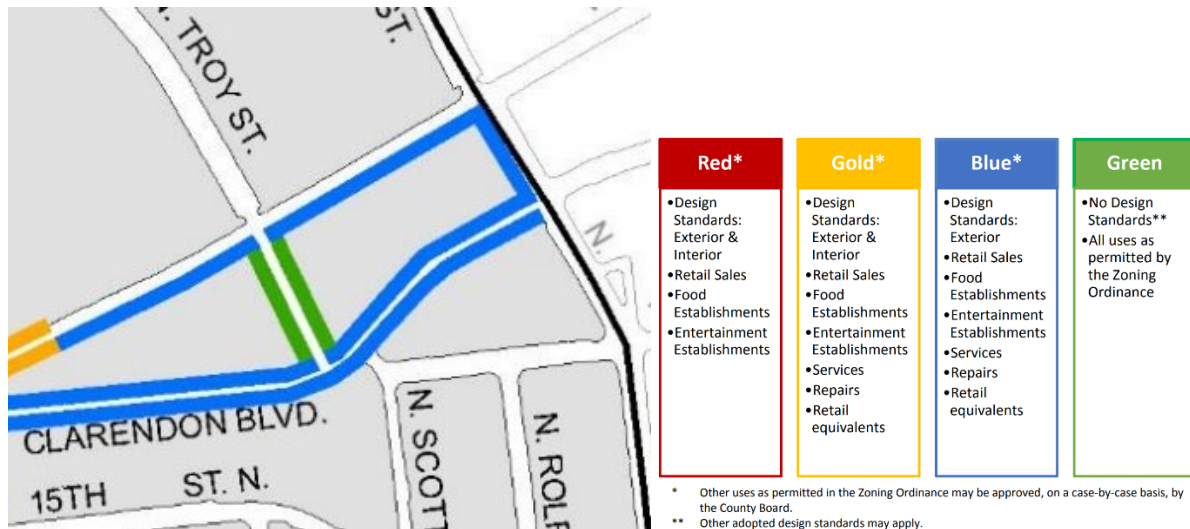 N. TROY ST.
ST.
CLARENDON BLVD.
15TH ST. N.
N. SCOTT
N. ROLF
N.
Red*
•Design
Standards:
Exterior &
Interior
•Retail Sales
•Food
Establishments
•Entertainment
Establishments
Gold*
•Design
Standards:
Exterior &
Interior
•Retail Sales
•Food
Establishments
•Entertainment
Establishments
•Services
•Repairs
•Retail
equivalents
Blue*
•Design
Standards:
Exterior
•Retail Sales
•Food
Establishments
•Entertainment
Establishments
•Services
•Repairs
•Retail
equivalents
Green
•No Design
Standards**
•All uses as
permitted by
the Zoning
Ordinance
* Other uses as permitted in the Zoning Ordinance may be approved, on a case-by-case basis, by
the County Board.
** Other adopted design standards may apply.